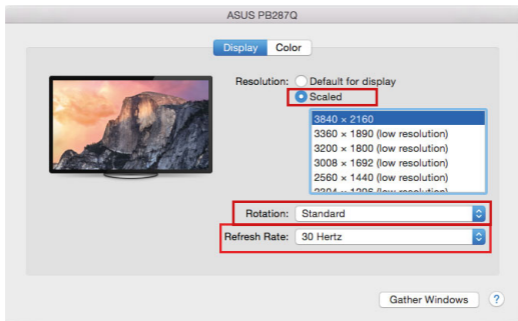 ASUS PB287Q
Display Color
Resolution: Default for display
Scaled
3840 × 2160
3360 × 1890 (low resolution)
3200 × 1800 (low resolution)
3008 × 1692 (low resolution)
2560 × 1440 (low resolution)
Rotation: Standard
Refresh Rate: 30 Hertz
Gather Windows ?